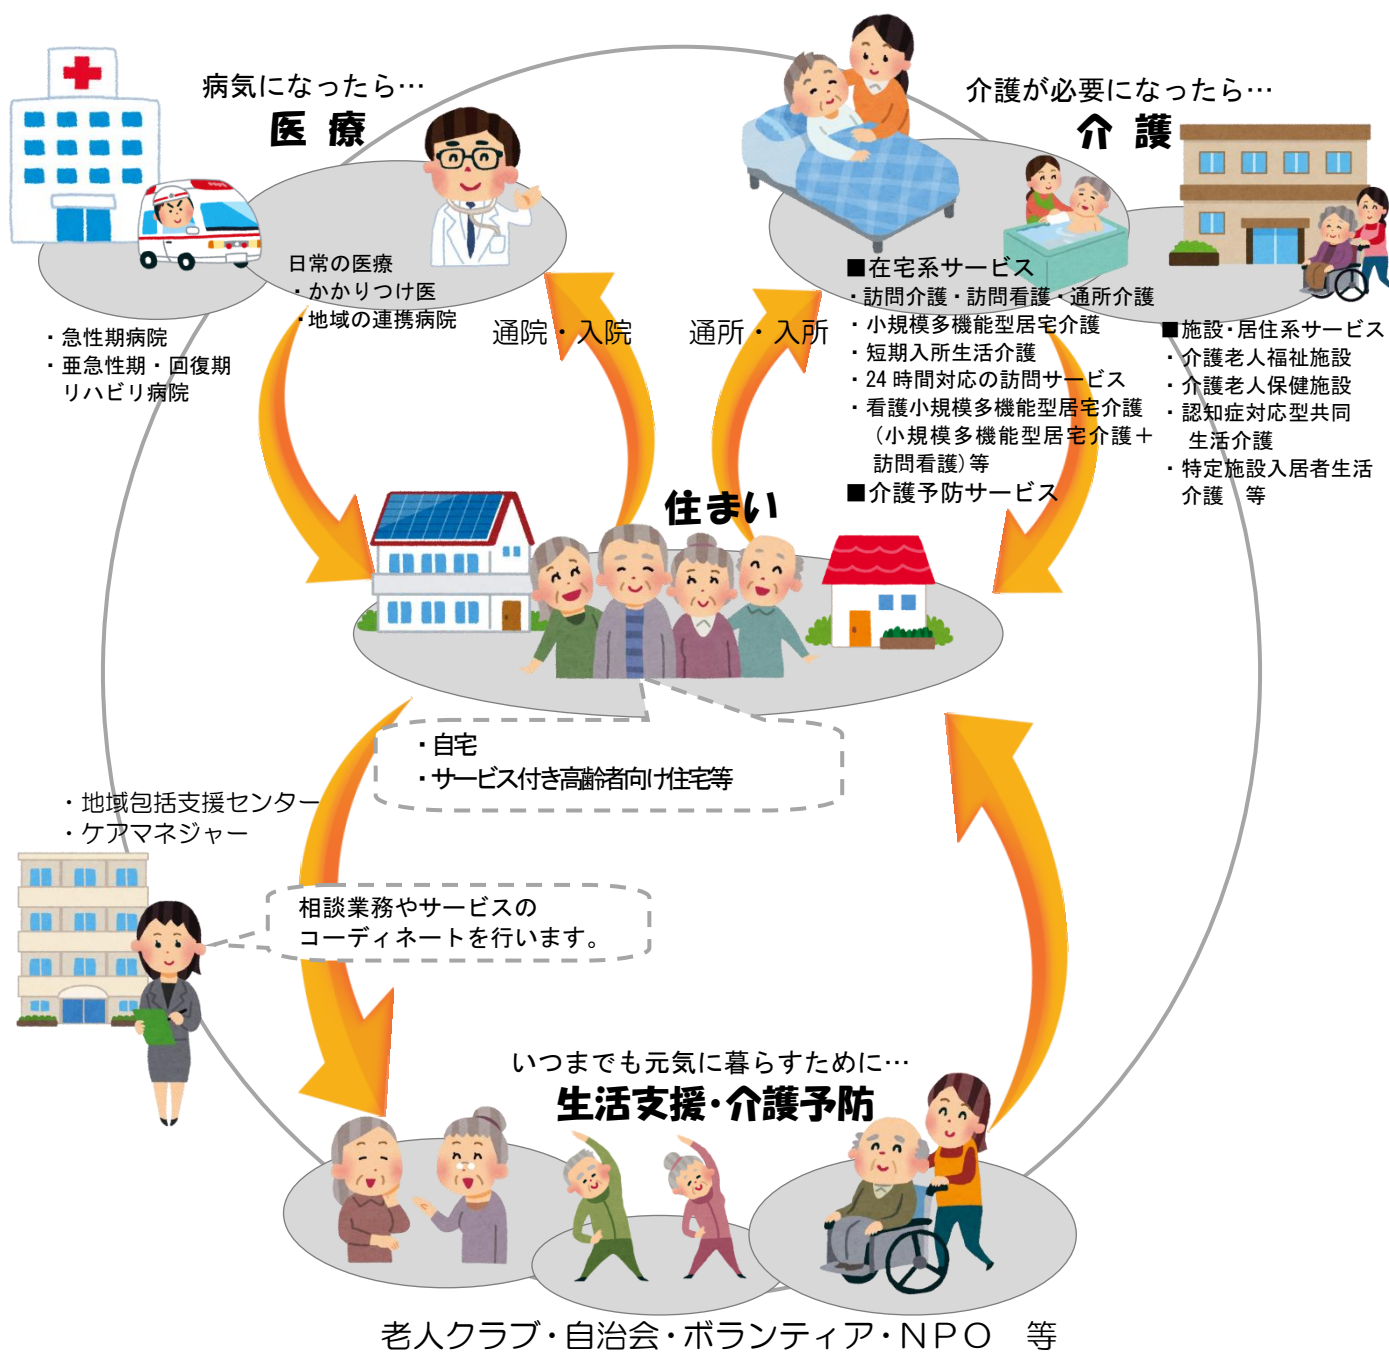 病気になったら…
医療
日常の医療
・かかりつけ医
・地域の連携病院
・急性期病院
・亜急性期・回復期
リハビリ病院
通院・入院
通所・入所
介護が必要になったら…
介護
■在宅系サービス
・訪問介護・訪問看護・通所介護
・小規模多機能型居宅介護
・短期入所生活介護
・24時間対応の訪問サービス
・看護小規模多機能型居宅介護
（小規模多機能型居宅介護＋
訪問看護）等
■介護予防サービス
■施設・居住系サービス
・介護老人福祉施設
・介護老人保健施設
・認知症対応型共同
生活介護
・特定施設入居者生活
介護　等
住まい
・自宅
・サービス付き高齢者向け住宅等
・地域包括支援センター
・ケアマネジャー
相談業務やサービスの
コーディネートを行います。
いつまでも元気に暮らすために…
生活支援・介護予防
老人クラブ・自治会・ボランティア・ＮＰＯ　等